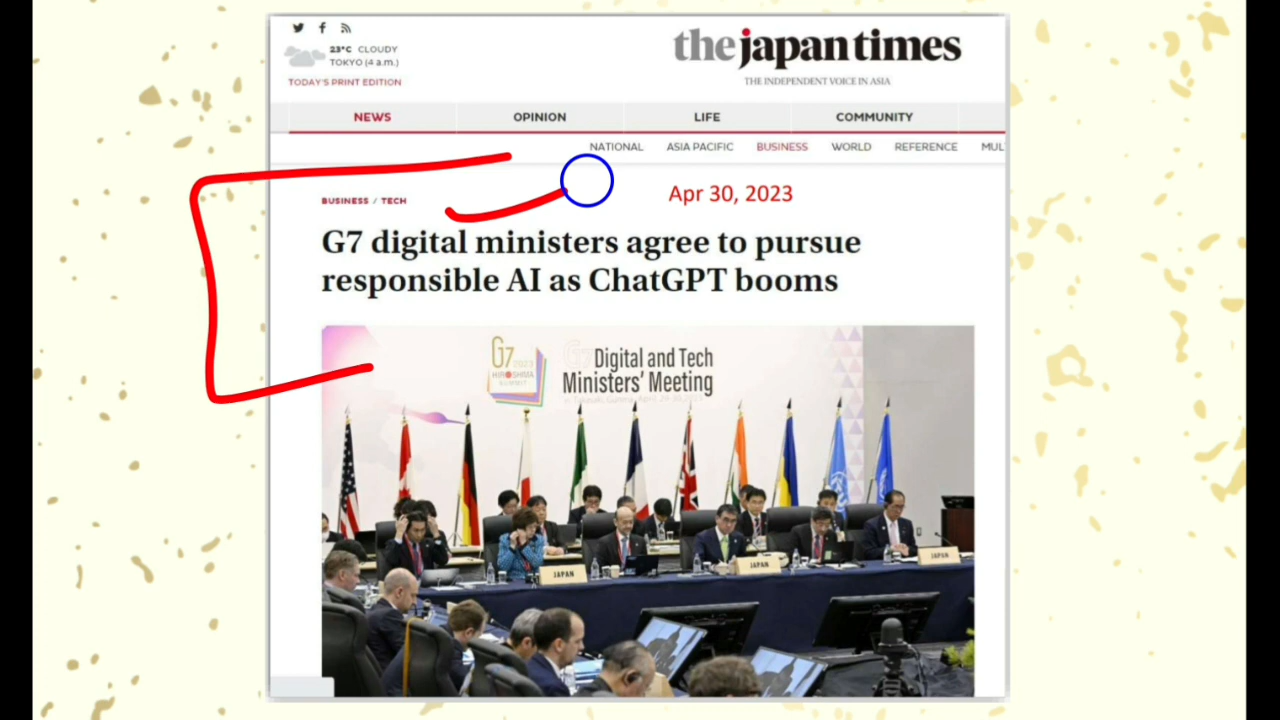 23°C CLOUDY
TOKYO (4 a.m.)
TODAY'S PRINT EDITION
the japan times
THE INDEPENDENT VOICE IN ASIA
NEWS OPINION LIFE COMMUNITY
NATIONAL ASIA PACIFIC BUSINESS WORLD REFERENCE MUL
BUSINESS / TECH
Apr 30, 2023
G7 digital ministers agree to pursue
responsible AI as ChatGPT booms
G7 2023
HIROSHIMA
SUMMIT
G7 Digital and Tech
Ministers' Meeting
JAPAN
JAPAN
JAPAN